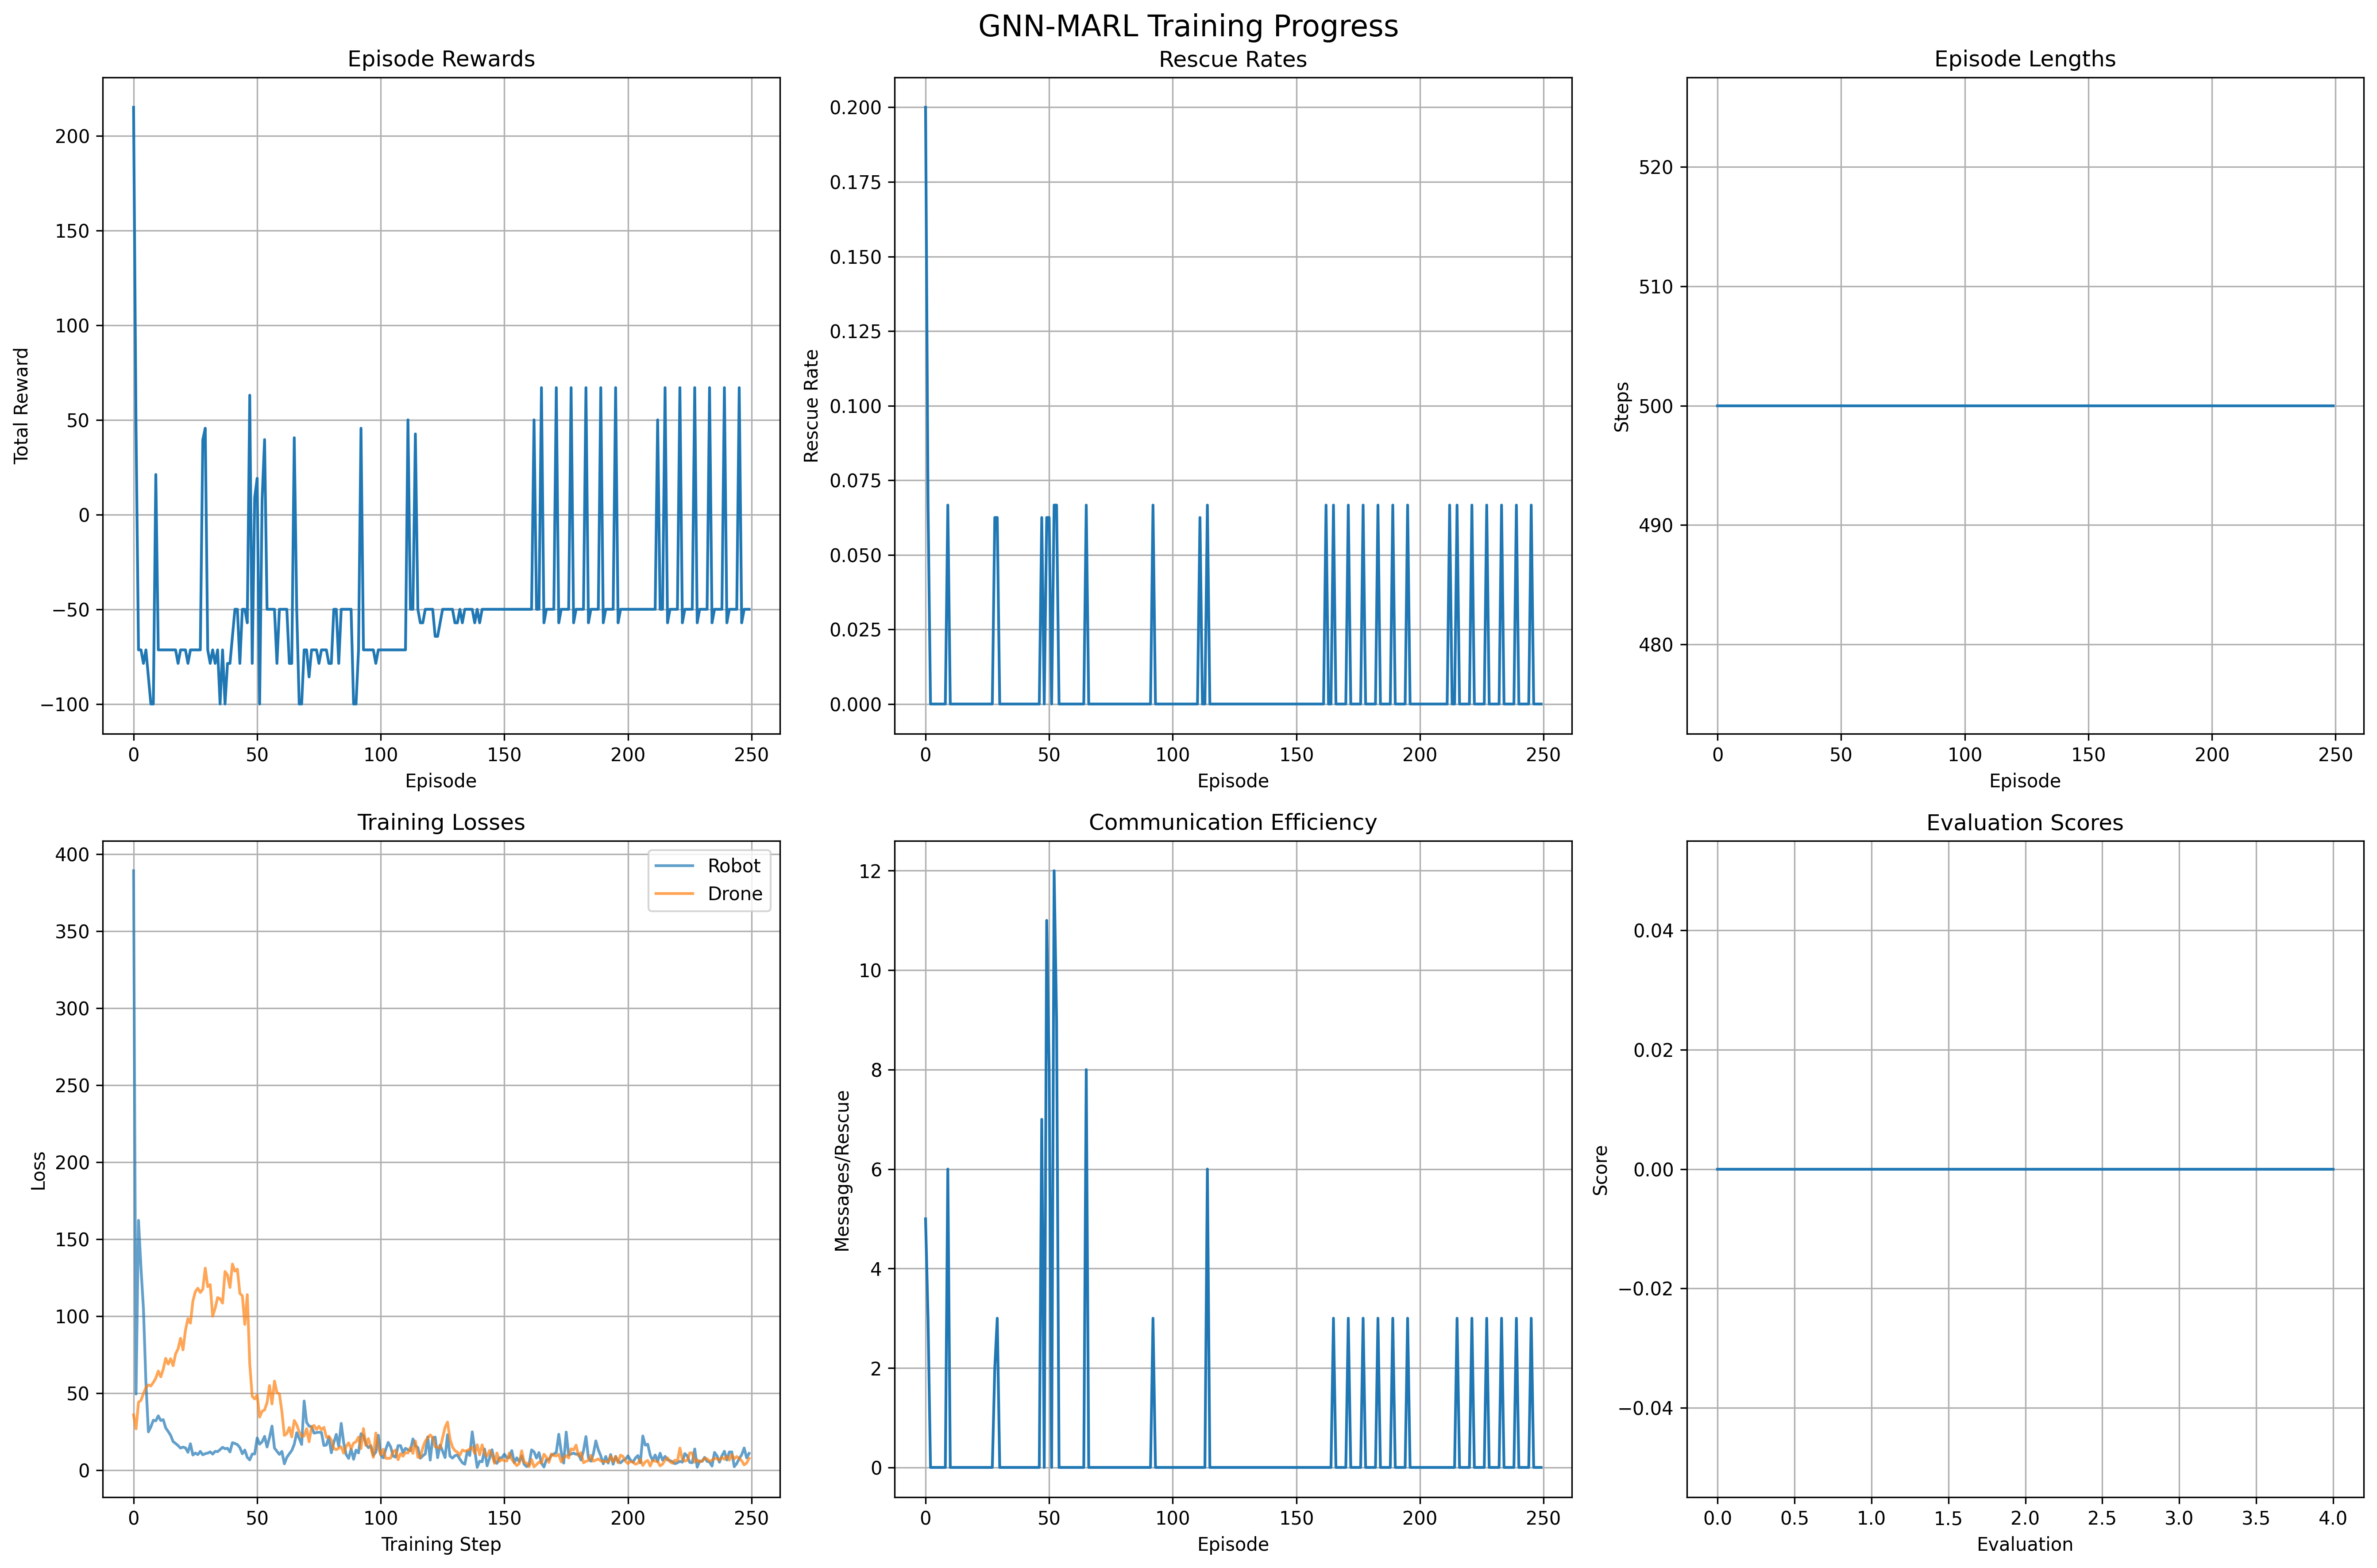 GNN-MARL Training Progress
Episode Rewards
Total Reward
200
150
100
50
0
−50
−100
0 50 100 150 200 250
Episode
Rescue Rates
Rescue Rate
0.200
0.175
0.150
0.125
0.100
0.075
0.050
0.025
0.000
0 50 100 150 200 250
Episode
Episode Lengths
Steps
520
510
500
490
480
0 50 100 150 200 250
Episode
Training Losses
Loss
400
350
300
250
200
150
100
50
0
Robot
Drone
0 50 100 150 200 250
Training Step
Communication Efficiency
Messages/Rescue
12
10
8
6
4
2
0
0 50 100 150 200 250
Episode
Evaluation Scores
Score
0.04
0.02
0.00
−0.02
−0.04
0.0 0.5 1.0 1.5 2.0 2.5 3.0 3.5 4.0
Evaluation